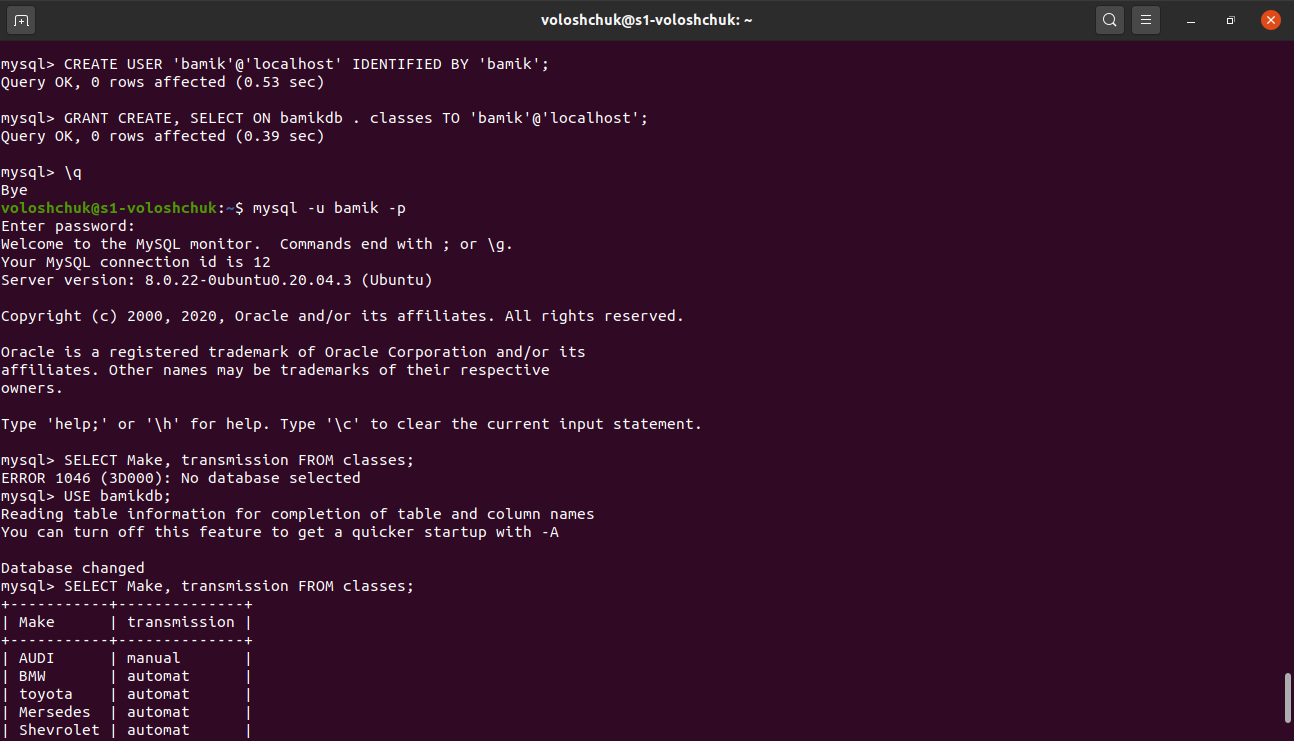 voloshchuk@s1-voloshchuk: ~
mysql> CREATE USER 'bamik'@'localhost' IDENTIFIED BY 'bamik';
Query OK, 0 rows affected (0.53 sec)
mysql> GRANT CREATE, SELECT ON bamikdb . classes TO 'bamik'@'localhost';
Query OK, 0 rows affected (0.39 sec)
mysql> \q
Bye
voloshchuk@s1-voloshchuk:~$ mysql -u bamik -p
Enter password:
Welcome to the MySQL monitor.  Commands end with ; or \g.
Your MySQL connection id is 12
Server version: 8.0.22-0ubuntu0.20.04.3 (Ubuntu)
Copyright (c) 2000, 2020, Oracle and/or its affiliates. All rights reserved.
Oracle is a registered trademark of Oracle Corporation and/or its
affiliates. Other names may be trademarks of their respective
owners.
Type 'help;' or '\h' for help. Type '\c' to clear the current input statement.
mysql> SELECT Make, transmission FROM classes;
ERROR 1046 (3D000): No database selected
mysql> USE bamikdb;
Reading table information for completion of table and column names
You can turn off this feature to get a quicker startup with -A
Database changed
mysql> SELECT Make, transmission FROM classes;
+-----------+--------------+
| Make      | transmission |
+-----------+--------------+
| AUDI      | manual       |
| BMW       | automat      |
| toyota    | automat      |
| Mersedes  | automat      |
| Shevrolet | automat      |